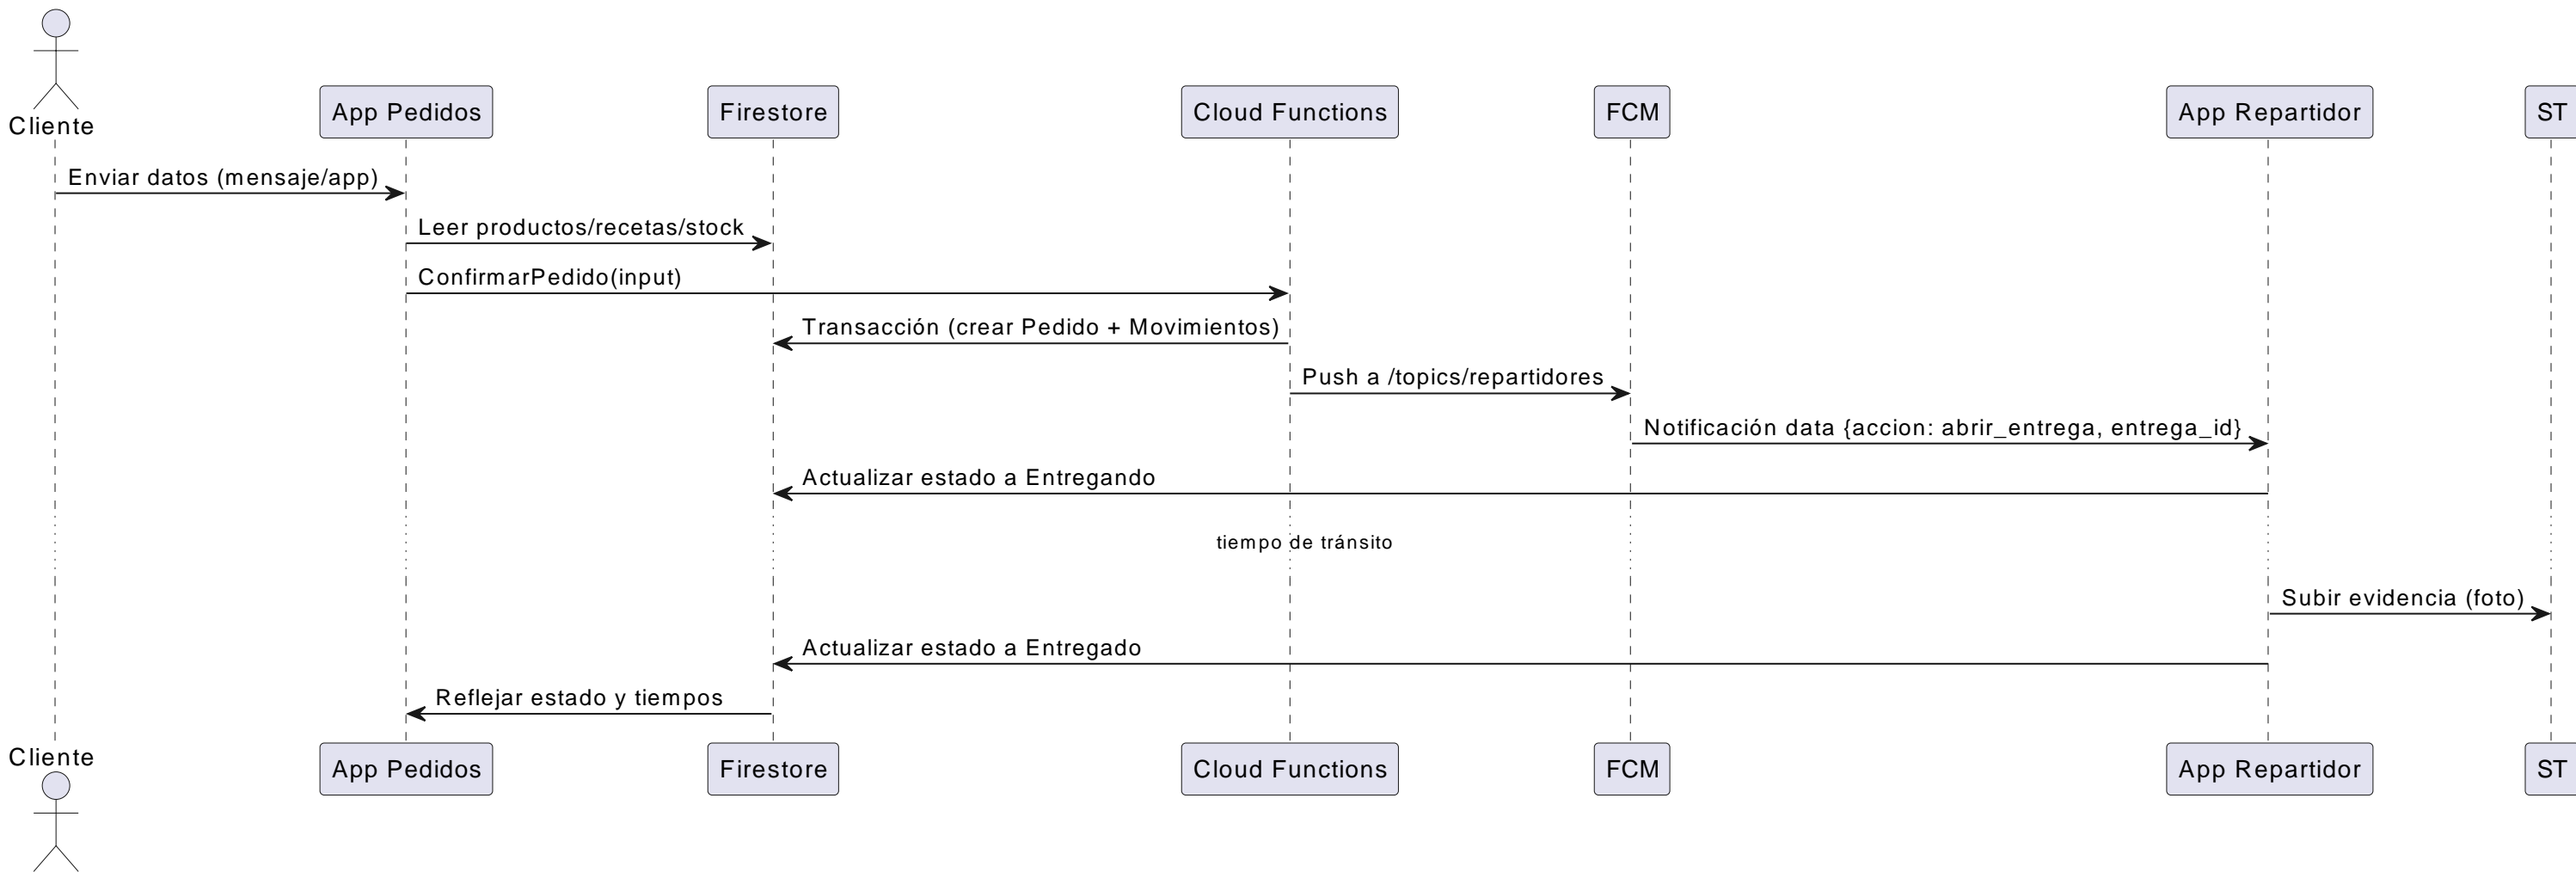 Cliente
App Pedidos
Firestore
Cloud Functions
FCM
App Repartidor
ST
Enviar datos (mensaje/app)
Leer productos/recetas/stock
ConfirmarPedido(input)
Transacción (crear Pedido + Movimientos)
Push a /topics/repartidores
Notificación data {accion: abrir_entrega, entrega_id}
Actualizar estado a Entregando
tiempo de tránsito
Subir evidencia (foto)
Actualizar estado a Entregado
Reflejar estado y tiempos
Cliente
App Pedidos
Firestore
Cloud Functions
FCM
App Repartidor
ST